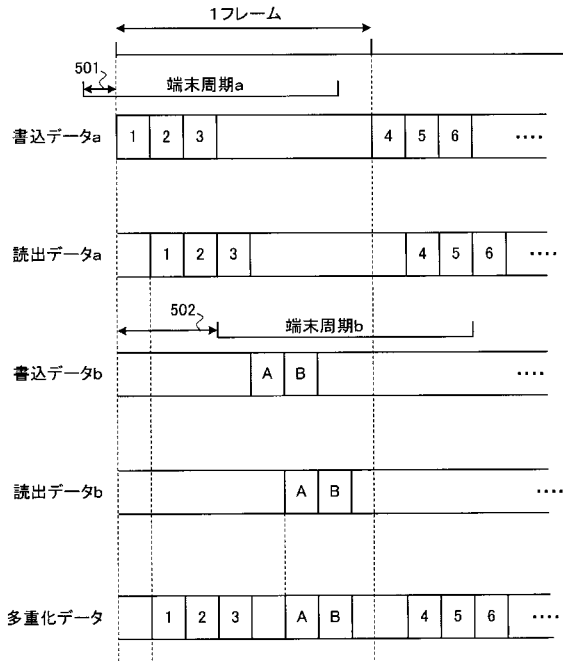 1フレーム
501
端末周期a
書込データa
1 2 3 4 5 6 ····
読出データa
1 2 3 4 5 6 ····
502
端末周期b
書込データb
A B ····
読出データb
A B ····
多重化データ
1 2 3 A B 4 5 6 ····